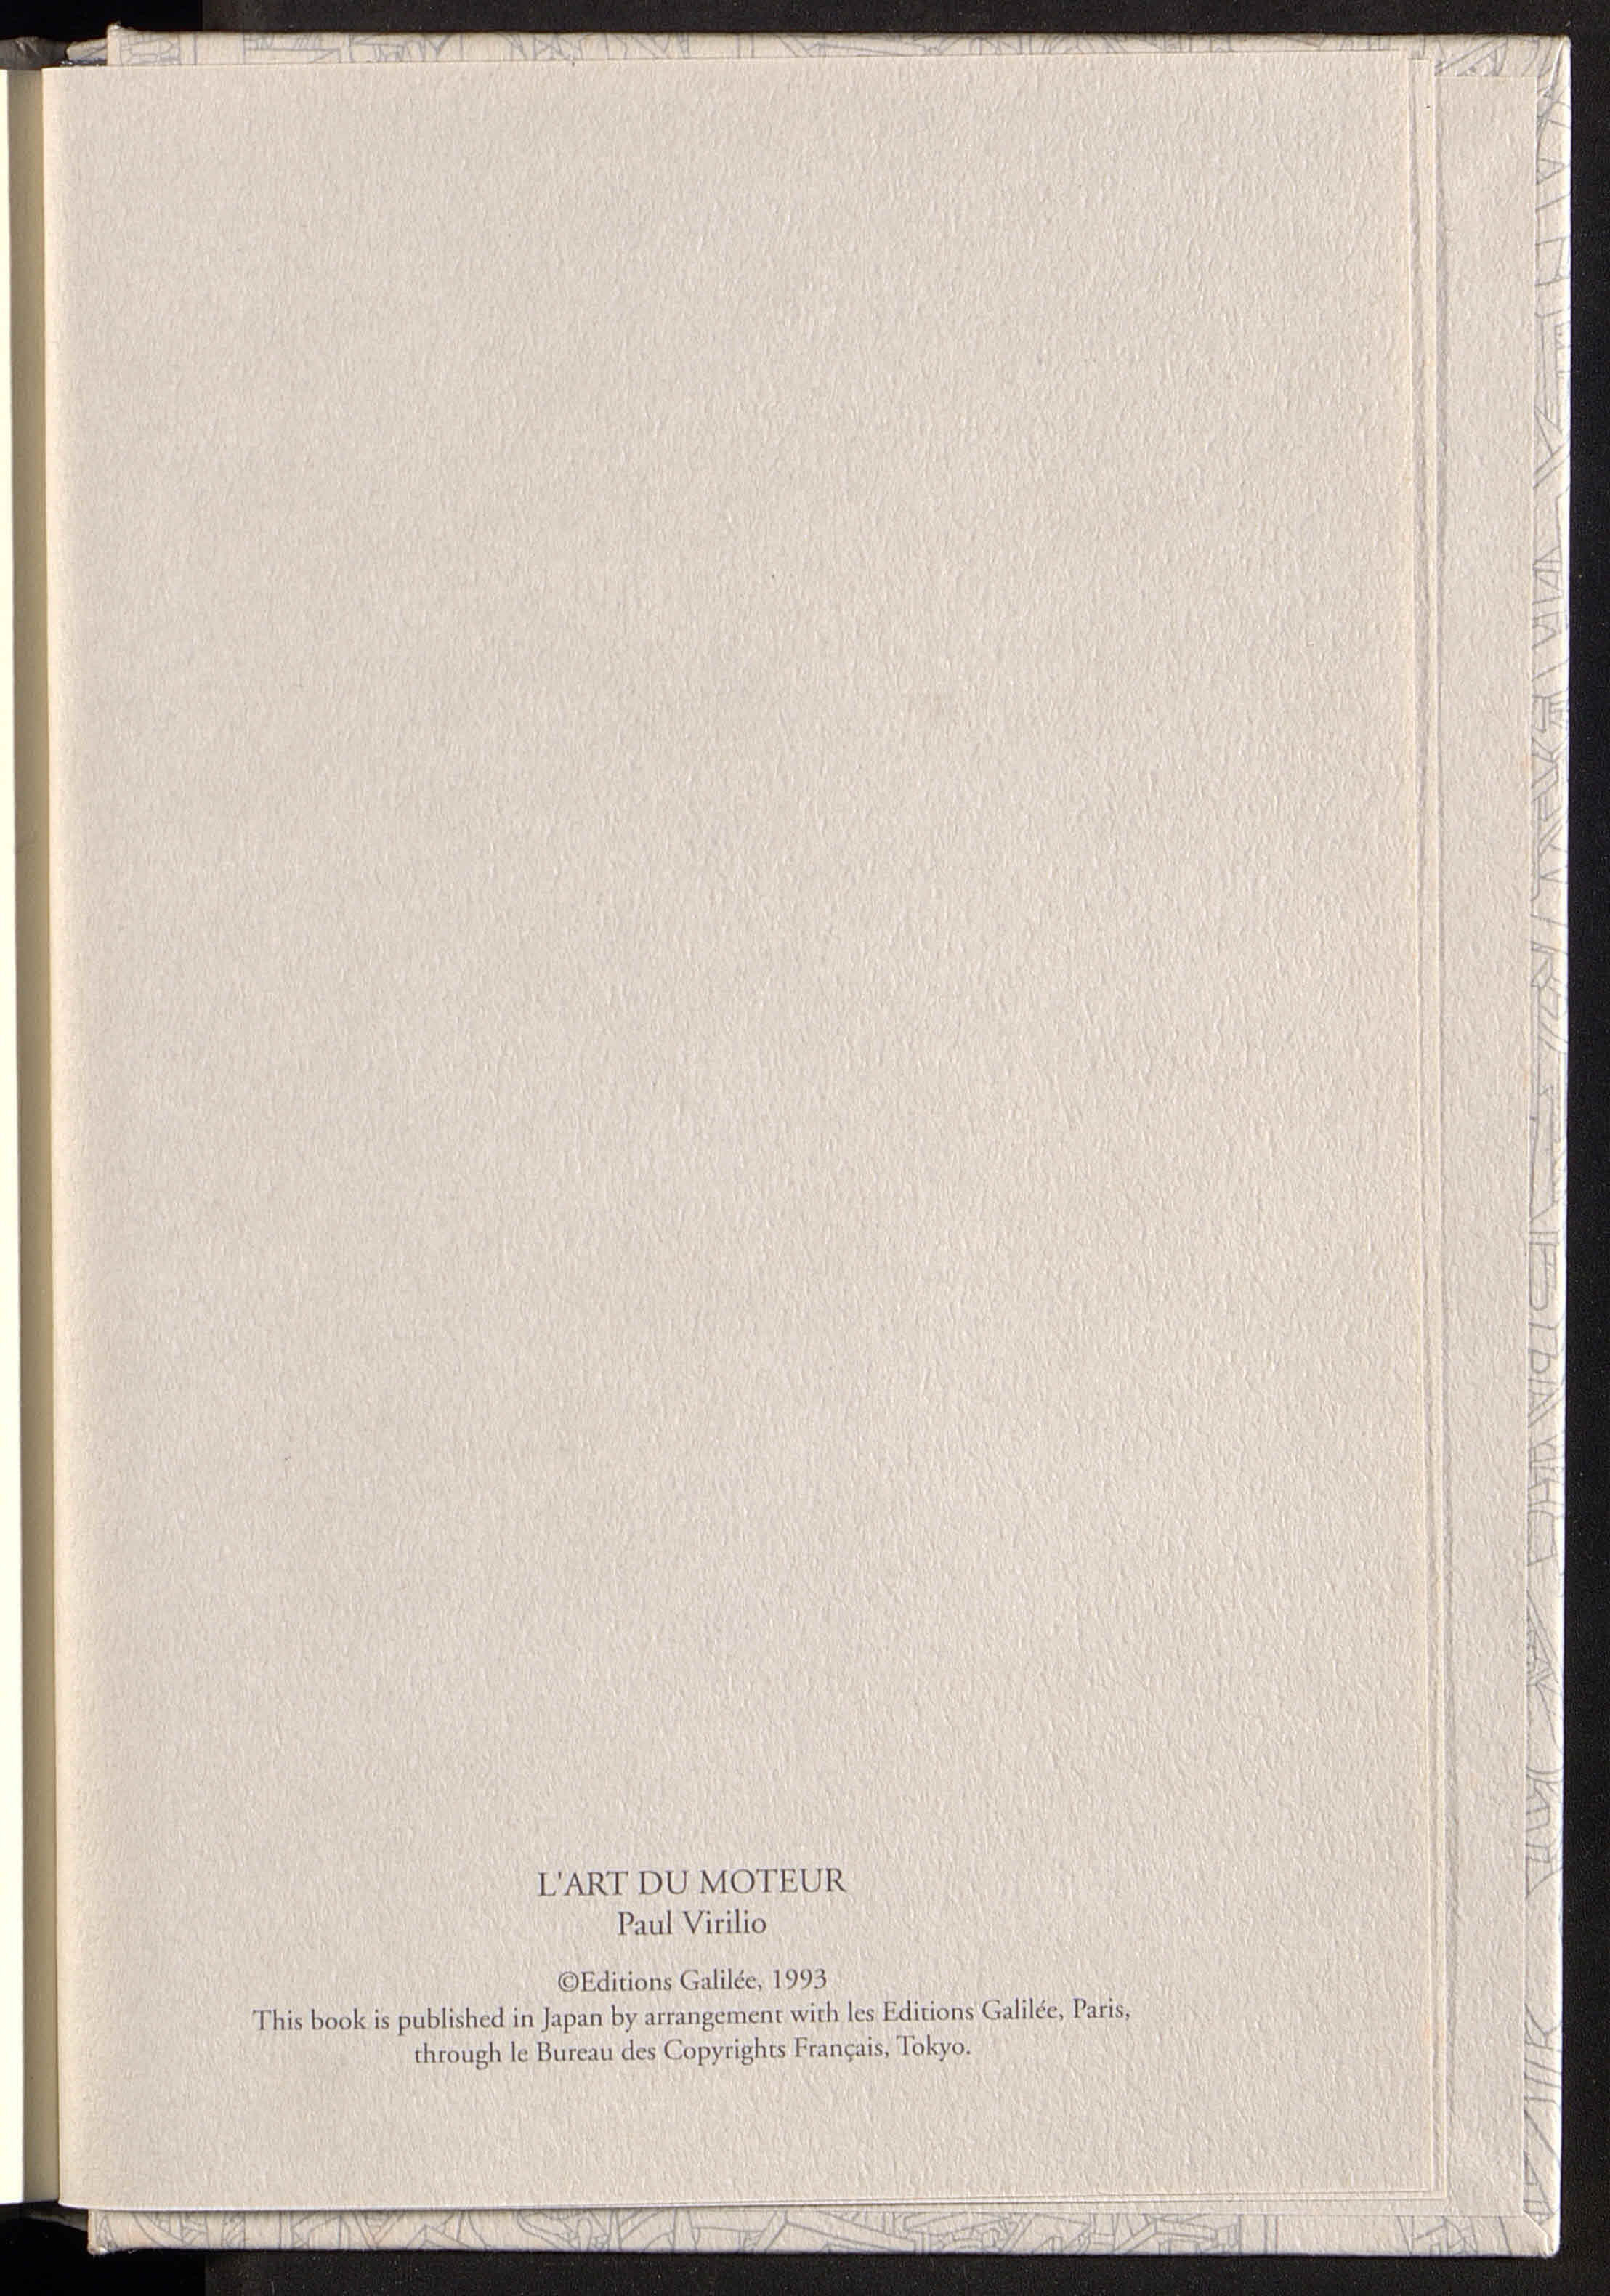 L'ART DU MOTEUR
Paul Virilio
©Editions Galilée, 1993
This book is published in Japan by arrangement with les Editions Galilée, Paris,
through le Bureau des Copyrights Français, Tokyo.